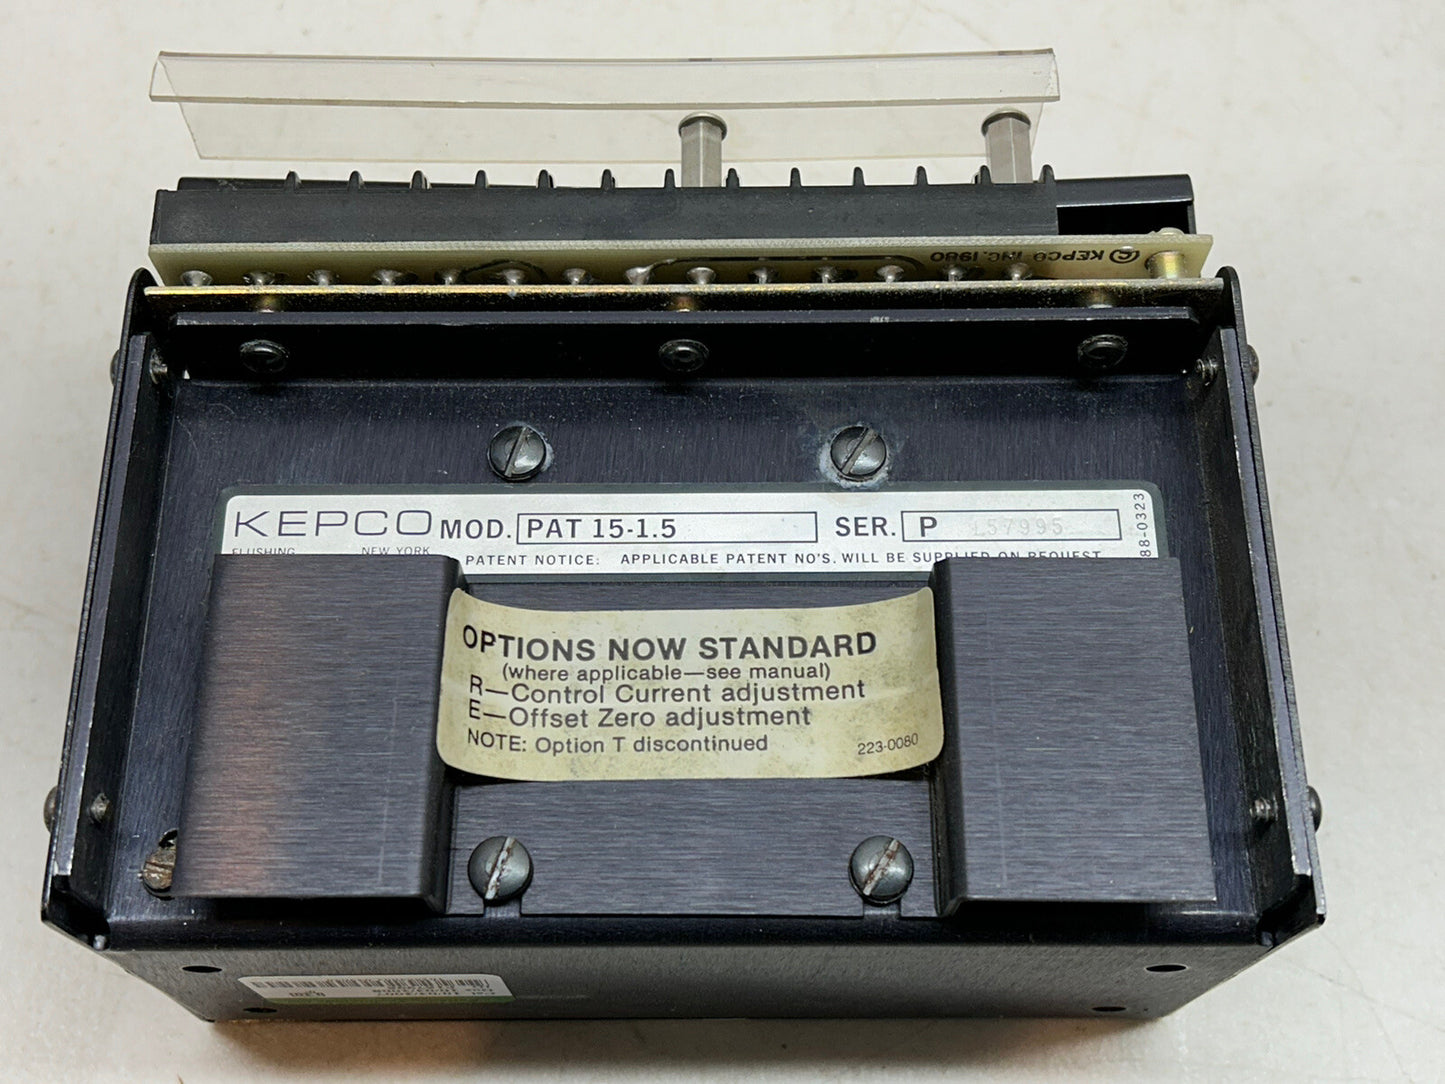 © KEPCO INC. 1980
KEPCO MOD. PAT 15-1.5 SER. P 157995
FLUSHING, NEW YORK
PATENT NOTICE: APPLICABLE PATENT NO'S. WILL BE SUPPLIED ON REQUEST
88-0323
OPTIONS NOW STANDARD
(where applicable—see manual)
R—Control Current adjustment
E—Offset Zero adjustment
NOTE: Option T discontinued 223-0080